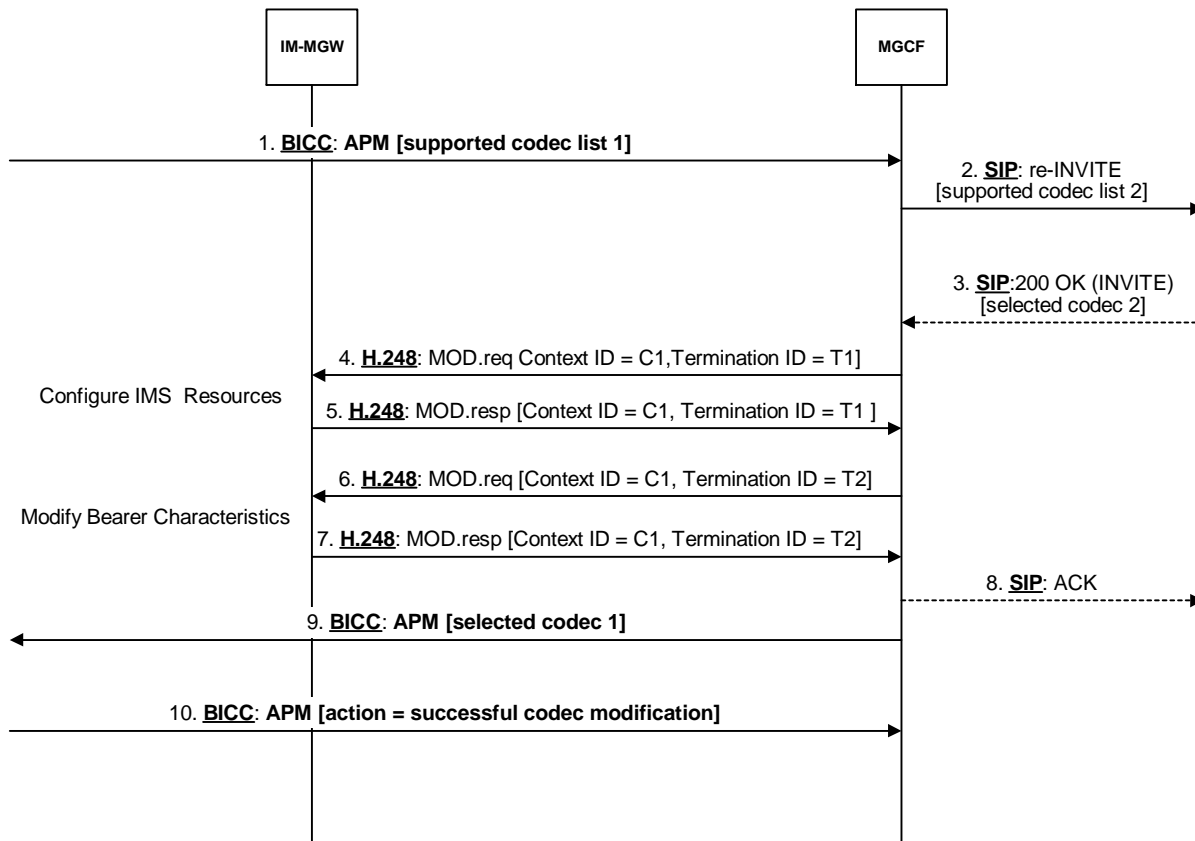 IM-MGW
MGCF
1. BICC: APM [supported codec list 1]
2. SIP: re-INVITE
[supported codec list 2]
3. SIP:200 OK (INVITE)
[selected codec 2]
4. H.248: MOD.req Context ID = C1,Termination ID = T1]
Configure IMS  Resources
5. H.248: MOD.resp [Context ID = C1, Termination ID = T1 ]
6. H.248: MOD.req [Context ID = C1, Termination ID = T2]
Modify Bearer Characteristics
7. H.248: MOD.resp [Context ID = C1, Termination ID = T2]
8. SIP: ACK
9. BICC: APM [selected codec 1]
10. BICC: APM [action = successful codec modification]